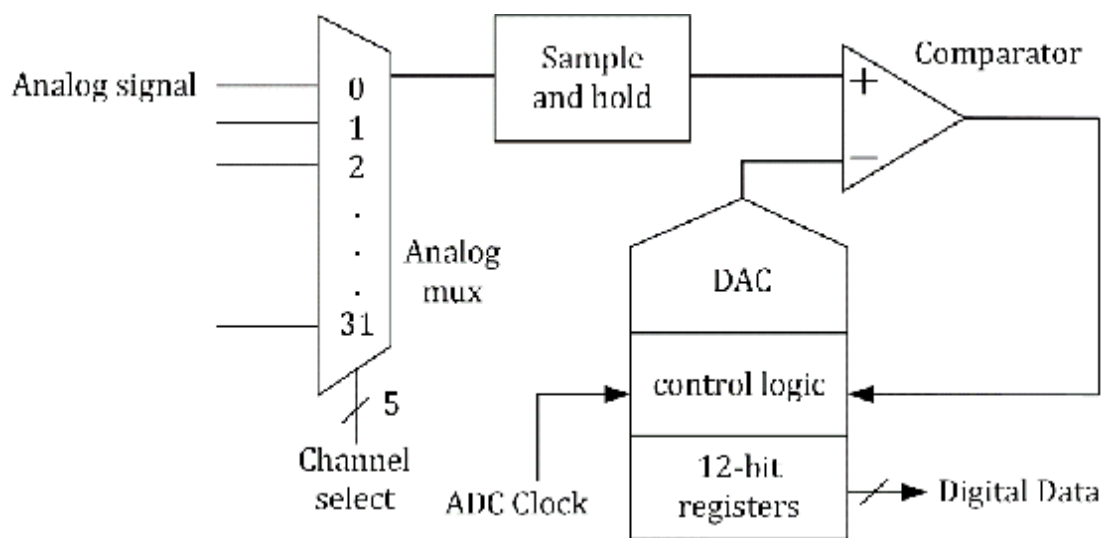 Analog signal
0
1
2
.
.
.
31
Analog
mux
5
Channel
select
Sample
and hold
Comparator
+
−
DAC
control logic
12-bit
registers
ADC Clock
Digital Data